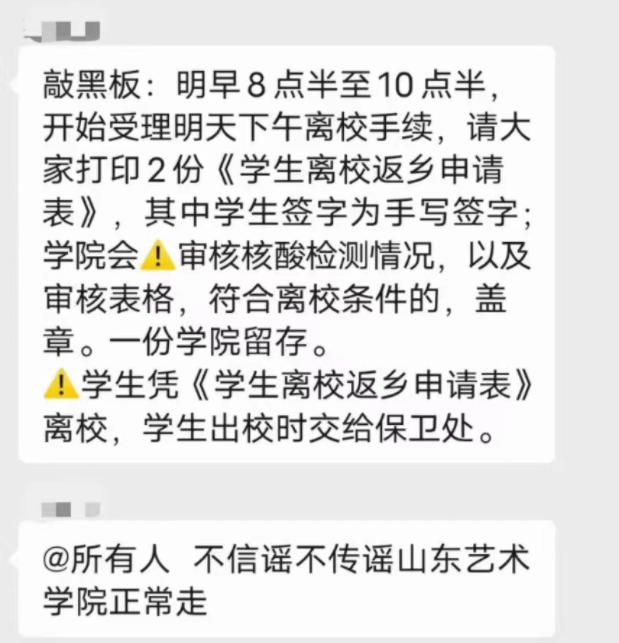 敲黑板：明早8点半至10点半，
开始受理明天下午离校手续，请大
家打印2份《学生离校返乡申请
表》，其中学生签字为手写签字；
学院会⚠️审核核酸检测情况，以及
审核表格，符合离校条件的，盖
章。一份学院留存。
⚠️学生凭《学生离校返乡申请表》
离校，学生出校时交给保卫处。
@所有人 不信谣不传谣山东艺术
学院正常走